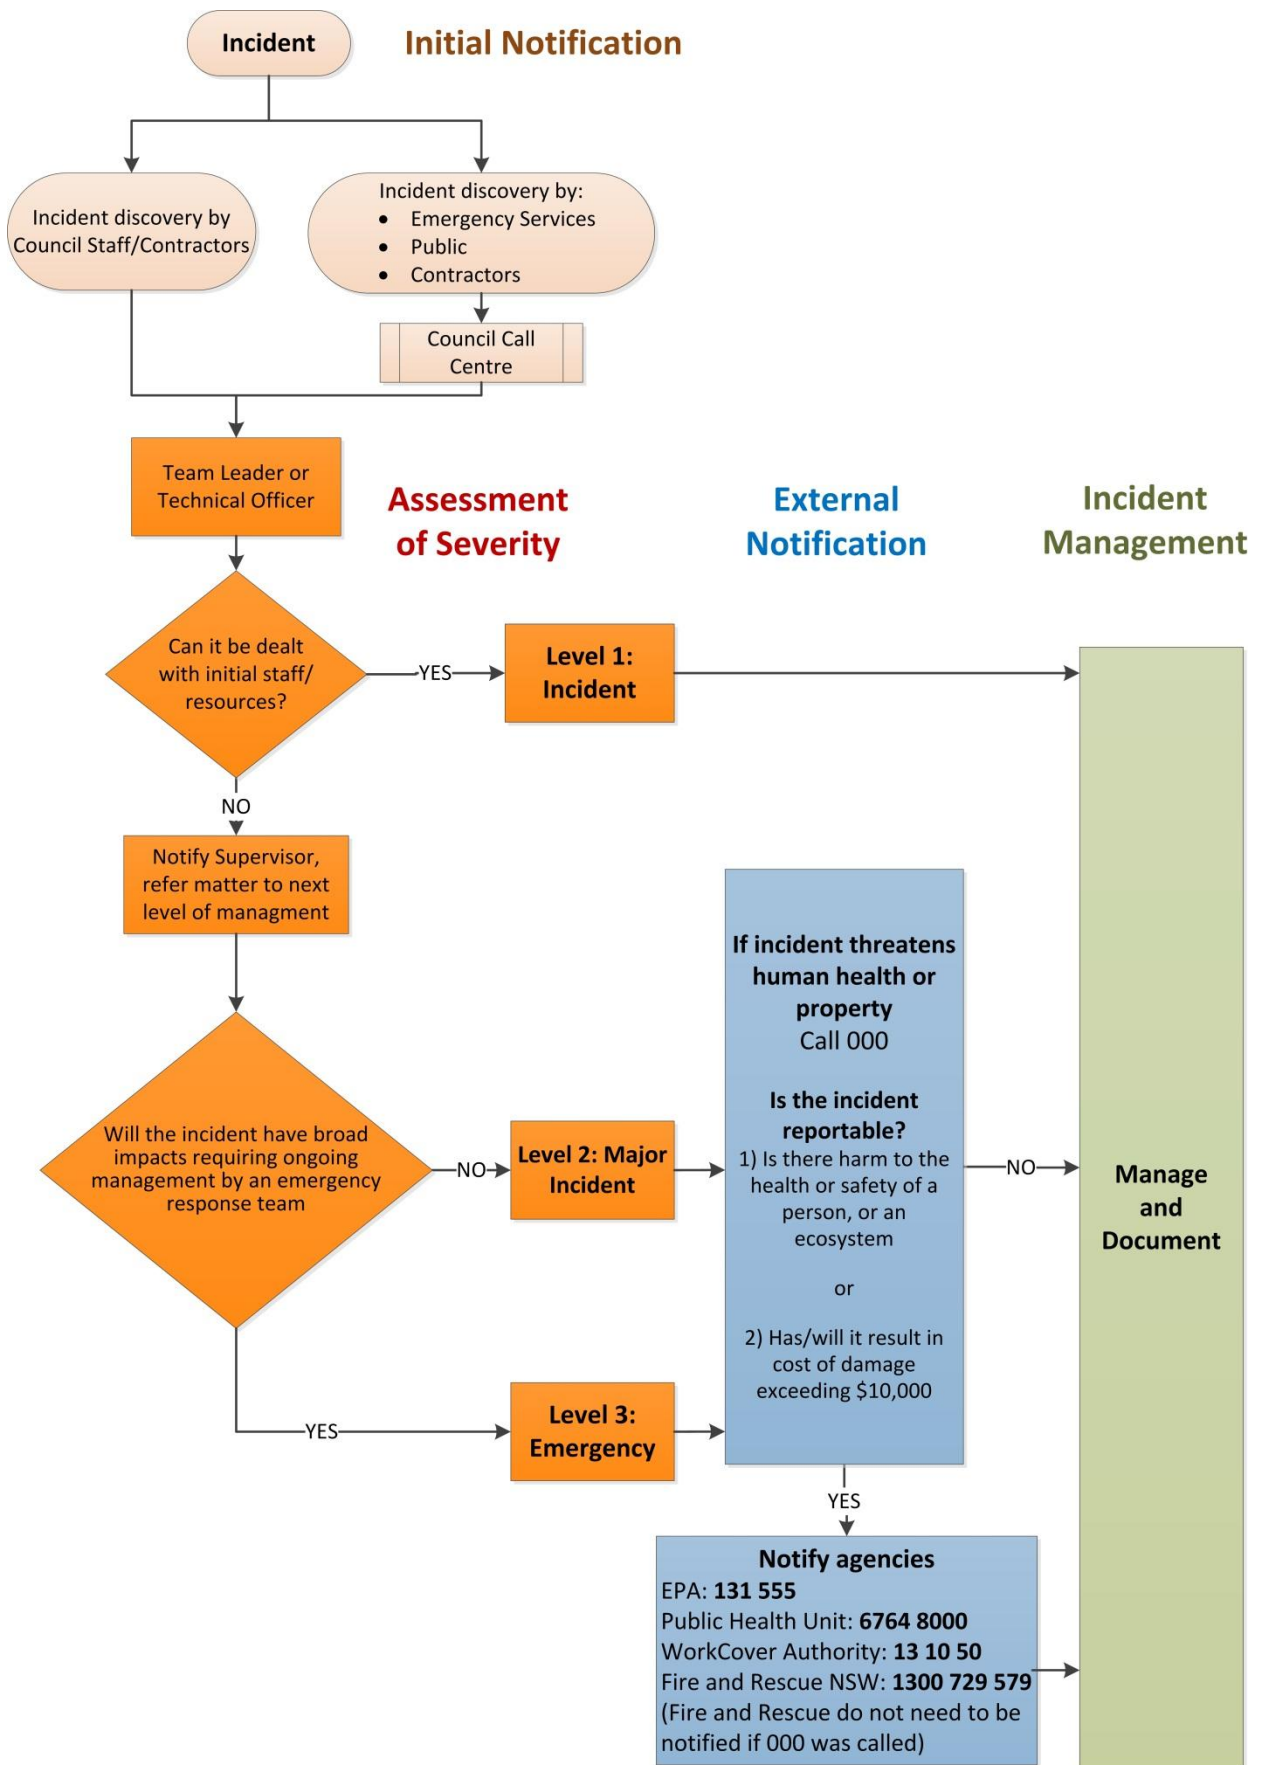 Incident
Initial Notification
Incident discovery by
Council Staff/Contractors
Incident discovery by:
• Emergency Services
• Public
• Contractors
Council Call
Centre
Team Leader or
Technical Officer
Assessment
of Severity
External
Notification
Incident
Management
Can it be dealt
with initial staff/
resources?
YES
Level 1:
Incident
NO
Notify Supervisor,
refer matter to next
level of managment
Will the incident have broad
impacts requiring ongoing
management by an emergency
response team
NO
Level 2: Major
Incident
YES
Level 3:
Emergency
If incident threatens
human health or
property
Call 000
Is the incident
reportable?
1) Is there harm to the
health or safety of a
person, or an
ecosystem
or
2) Has/will it result in
cost of damage
exceeding $10,000
NO
YES
Notify agencies
EPA: 131 555
Public Health Unit: 6764 8000
WorkCover Authority: 13 10 50
Fire and Rescue NSW: 1300 729 579
(Fire and Rescue do not need to be
notified if 000 was called)
Manage
and
Document